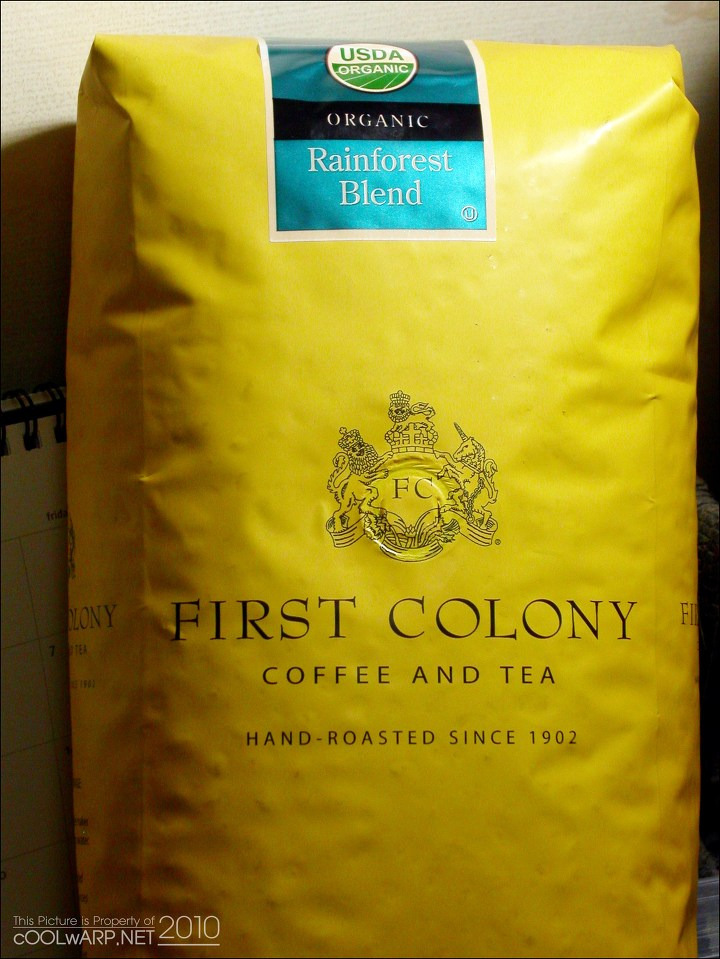 USDA
ORGANIC
ORGANIC
Rainforest
Blend
U
FC
®
FIRST COLONY
COFFEE AND TEA
HAND-ROASTED SINCE 1902
7
This Picture is Property of
cOOLwARP.NET 2010